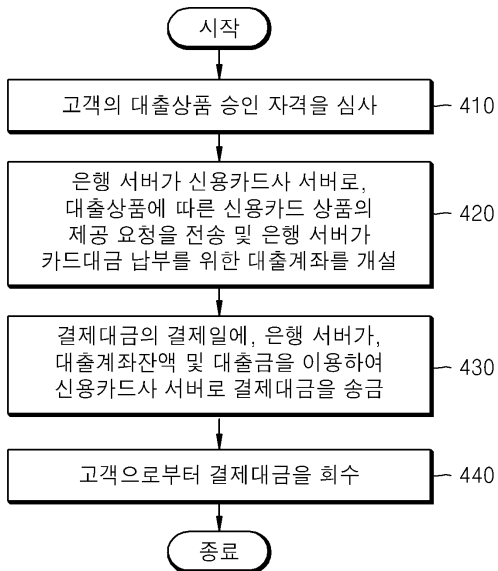 시작
고객의 대출상품 승인 자격을 심사
410
은행 서버가 신용카드사 서버로,
대출상품에 따른 신용카드 상품의
제공 요청을 전송 및 은행 서버가
카드대금 납부를 위한 대출계좌를 개설
420
결제대금의 결제일에, 은행 서버가,
대출계좌잔액 및 대출금을 이용하여
신용카드사 서버로 결제대금을 송금
430
고객으로부터 결제대금을 회수
440
종료